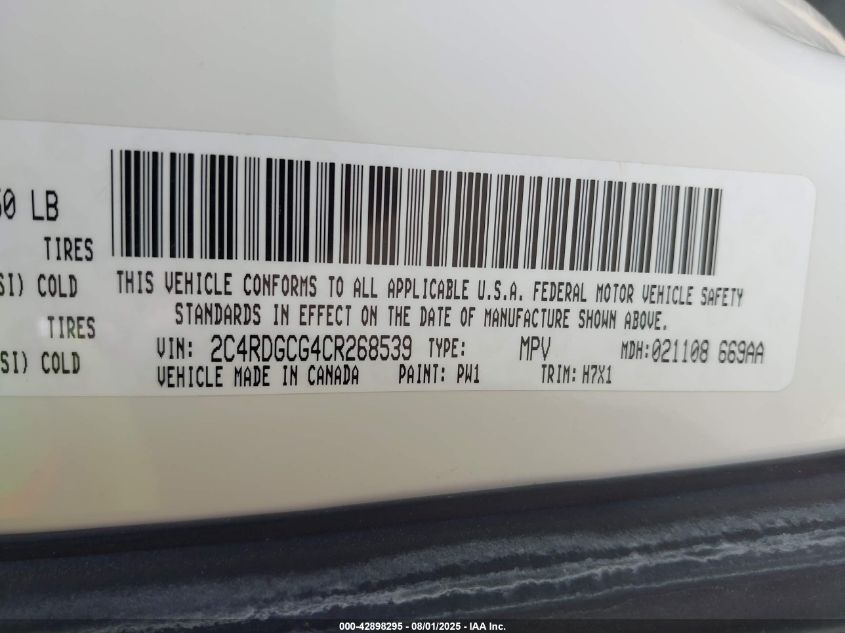 50 LB
TIRES
SI) COLD
TIRES
SI) COLD
THIS VEHICLE CONFORMS TO ALL APPLICABLE U.S.A. FEDERAL MOTOR VEHICLE SAFETY
STANDARDS IN EFFECT ON THE DATE OF MANUFACTURE SHOWN ABOVE.
VIN: 2C4RDGCG4CR268539 TYPE: MPV MDH:021108 669AA
VEHICLE MADE IN CANADA PAINT: PW1 TRIM: H7X1
000-42898295 - 08/01/2025 - IAA Inc.